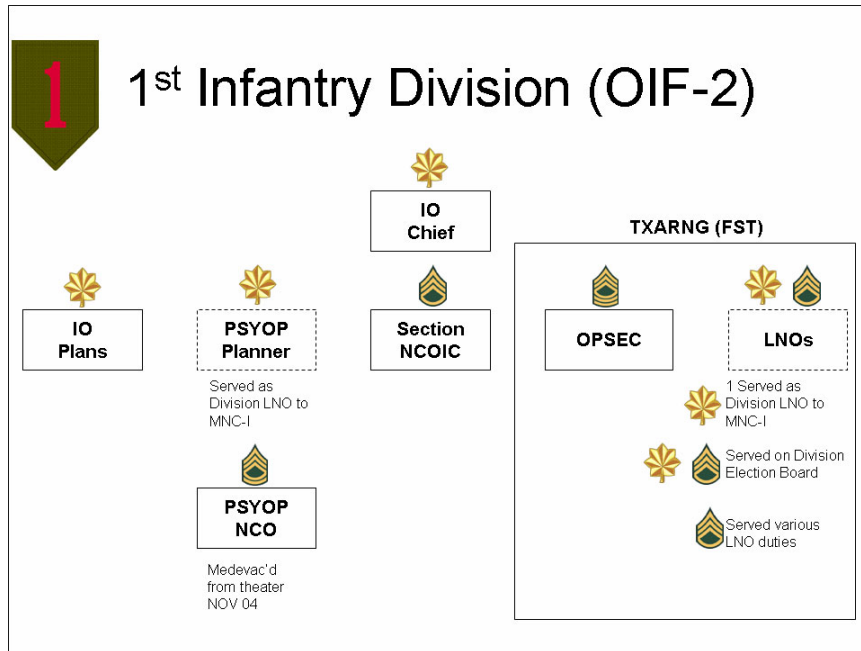 1
1st Infantry Division (OIF-2)
IO
Chief
TXARNG (FST)
IO
Plans
PSYOP
Planner
Section
NCOIC
OPSEC
LNOs
Served as
Division LNO to
MNC-I
1 Served as
Division LNO to
MNC-I
Served on Division
Election Board
PSYOP
NCO
Served various
LNO duties
Medevac'd
from theater
NOV 04